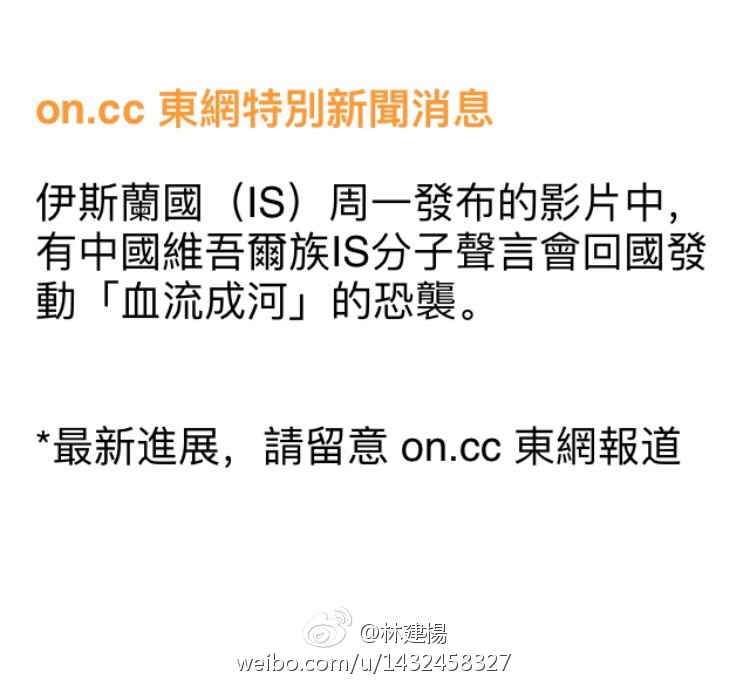 on.cc 東網特別新聞消息
伊斯蘭國（IS）周一發布的影片中，
有中國維吾爾族IS分子聲言會回國發
動「血流成河」的恐襲。
*最新進展，請留意 on.cc 東網報道
@林建楊
weibo.com/u/1432458327